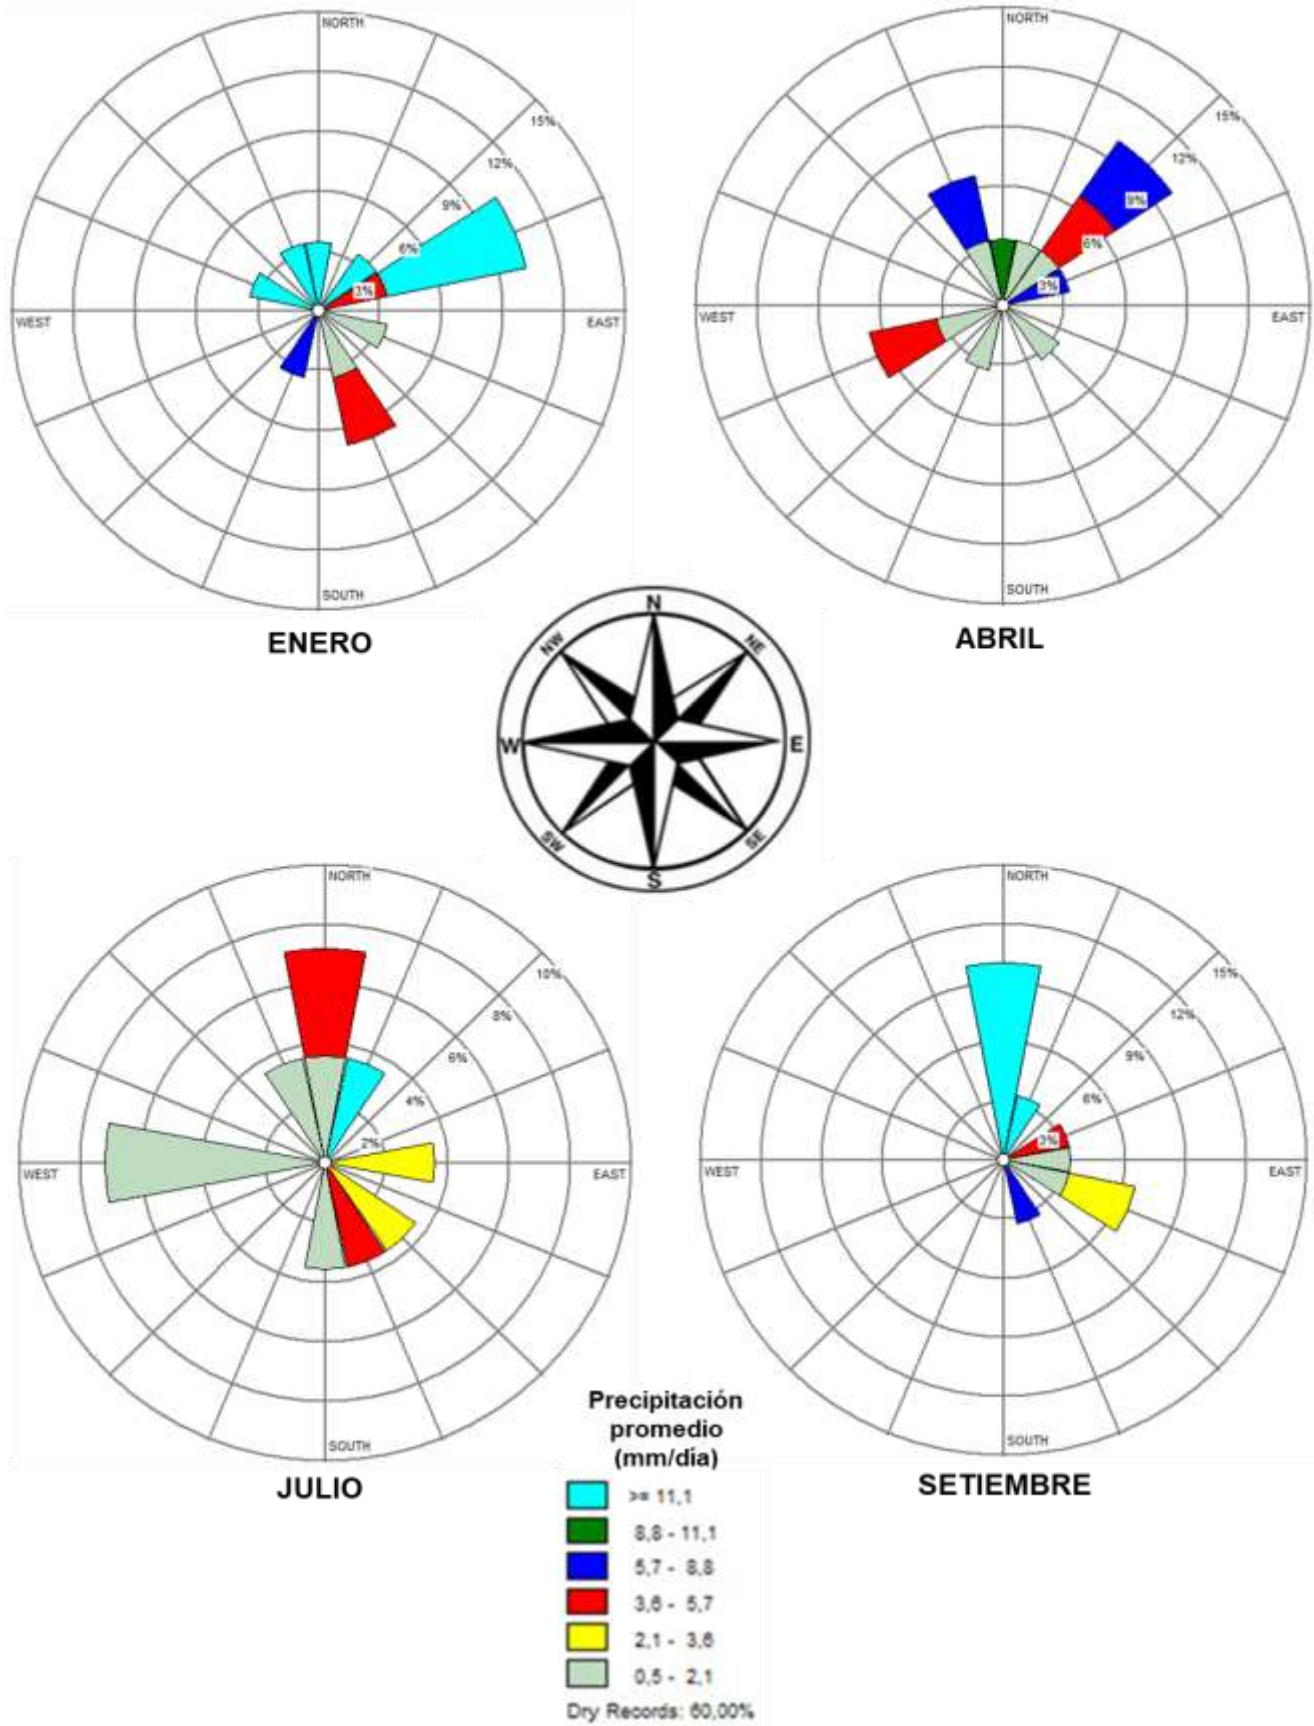 NORTH
15%
12%
9%
6%
3%
WEST
EAST
SOUTH
ENERO
NORTH
15%
12%
9%
6%
3%
WEST
EAST
SOUTH
ABRIL
N
NW
NE
W
E
SW
SE
S
NORTH
10%
8%
6%
4%
2%
WEST
EAST
SOUTH
JULIO
NORTH
15%
12%
9%
6%
3%
WEST
EAST
SOUTH
SETIEMBRE
Precipitación
promedio
(mm/día)
>= 11,1
8,8 - 11,1
5,7 - 8,8
3,6 - 5,7
2,1 - 3,6
0,5 - 2,1
Dry Records: 60,00%